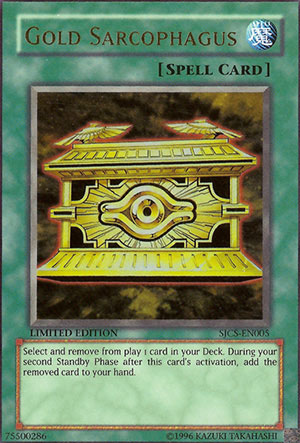 GOLD SARCOPHAGUS
魔
[SPELL CARD]
LIMITED EDITION
SJCS-EN005
Select and remove from play 1 card in your Deck. During your
second Standby Phase after this card's activation, add the
removed card to your hand.
75500286
©1996 KAZUKI TAKAHASHI